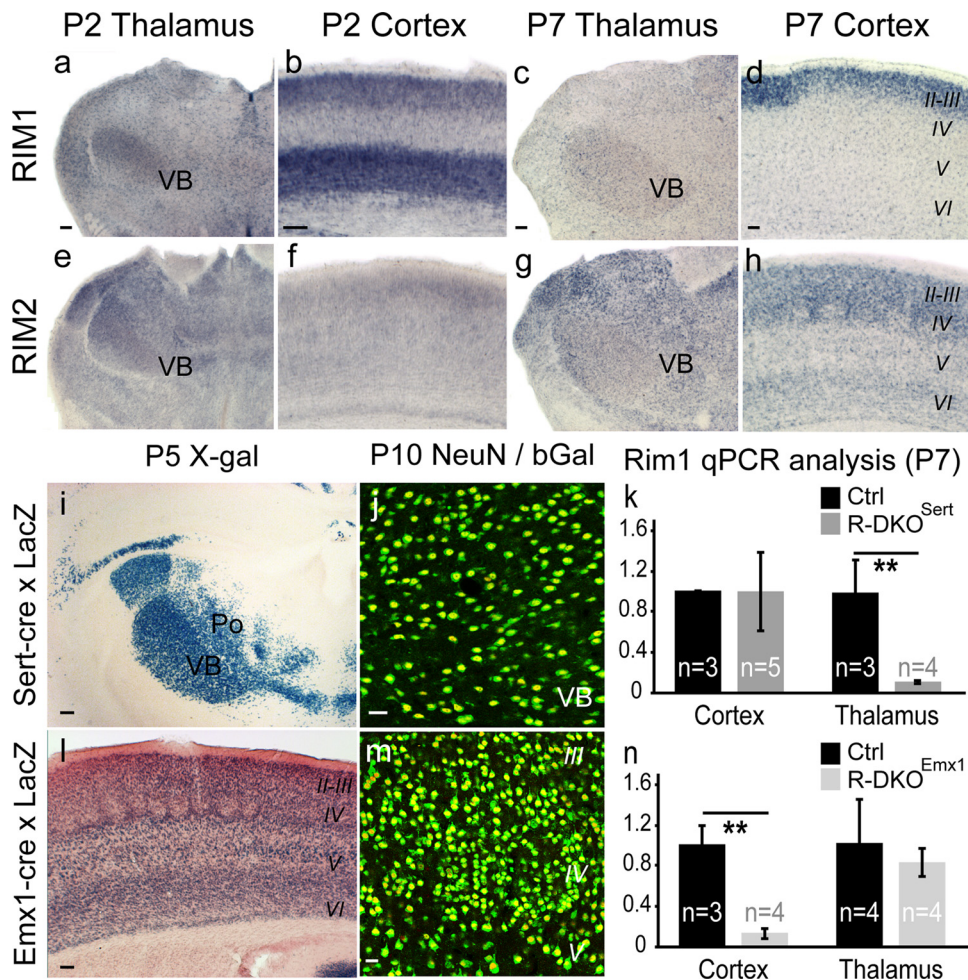 P2 Thalamus P2 Cortex P7 Thalamus P7 Cortex
RIM1
a
VB
b
c
VB
d
II-III
IV
V
VI
RIM2
e
VB
f
g
VB
h
II-III
IV
V
VI
P5 X-gal P10 NeuN / bGal Rim1 qPCR analysis (P7)
Sert-cre x LacZ
i
Po
VB
j
VB
k
Ctrl
R-DKO Sert
1.6
1.2
0.8
0.4
0
**
n=3 n=5 n=3 n=4
Cortex Thalamus
Emx1-cre x LacZ
l
II-III
IV
V
VI
m
III
IV
V
n
Ctrl
R-DKO Emx1
1.6
1.2
0.8
0.4
0
**
n=3 n=4 n=4 n=4
Cortex Thalamus